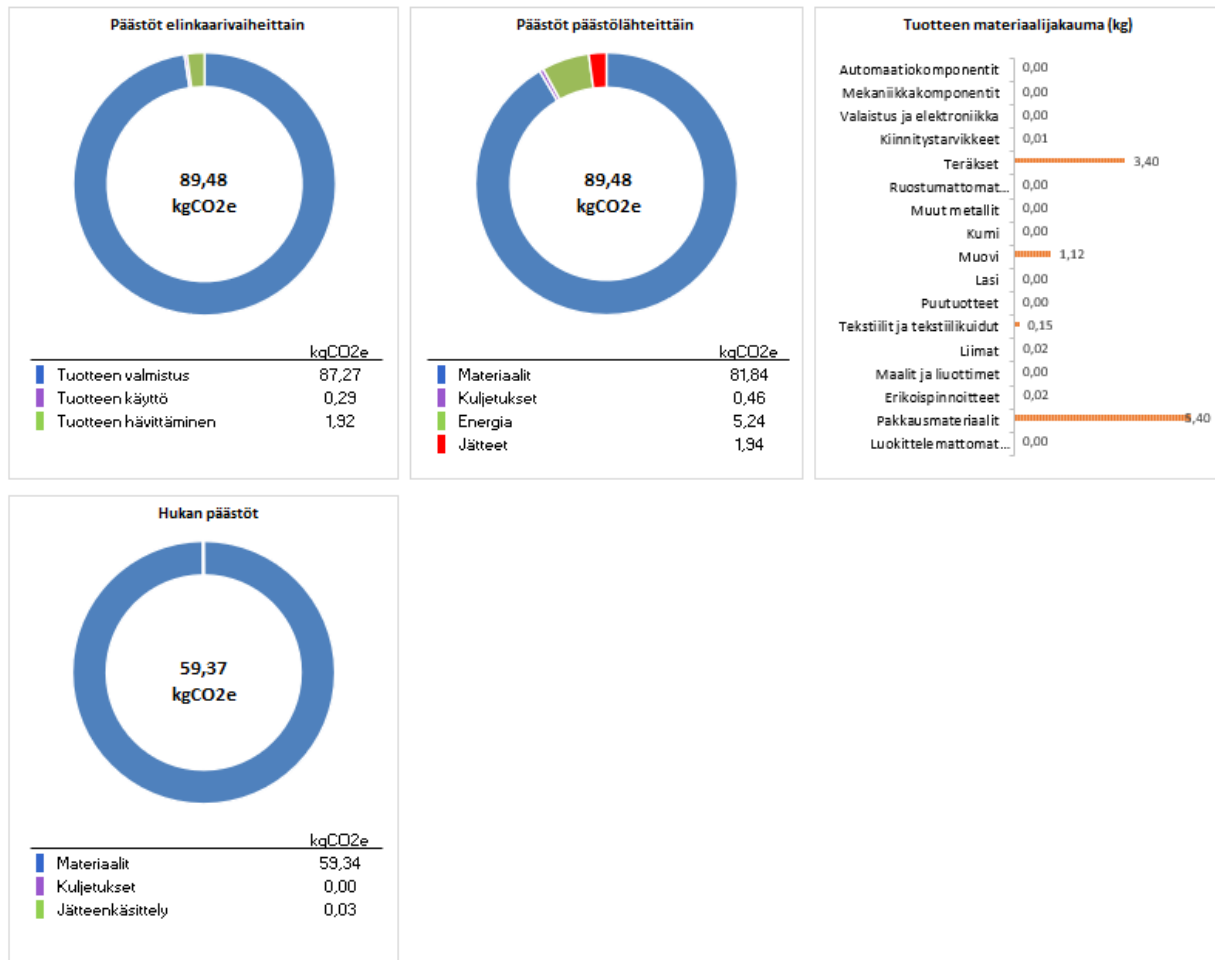 Päästöt elinkaarivaiheittain
89,48
kgCO2e
kgCO2e
Tuotteen valmistus 87,27
Tuotteen käyttö 0,29
Tuotteen hävittäminen 1,92
Päästöt päästölähteittäin
89,48
kgCO2e
kgCO2e
Materiaalit 81,84
Kuljetukset 0,46
Energia 5,24
Jätteet 1,94
Tuotteen materiaalijakauma (kg)
Automaatiokomponentit 0,00
Mekaniikkakomponentit 0,00
Valaistus ja elektroniikka 0,00
Kiinnitystarvikkeet 0,01
Teräkset 3,40
Ruostumattomat... 0,00
Muut metallit 0,00
Kumi 0,00
Muovi 1,12
Lasi 0,00
Puutuotteet 0,00
Tekstiilit ja tekstiilikuidut 0,15
Liimat 0,02
Maalit ja liuottimet 0,00
Erikoispinnoitteet 0,02
Pakkausmateriaalit 5,40
Luokittelemattomat... 0,00
Hukan päästöt
59,37
kgCO2e
kgCO2e
Materiaalit 59,34
Kuljetukset 0,00
Jätteenkäsittely 0,03